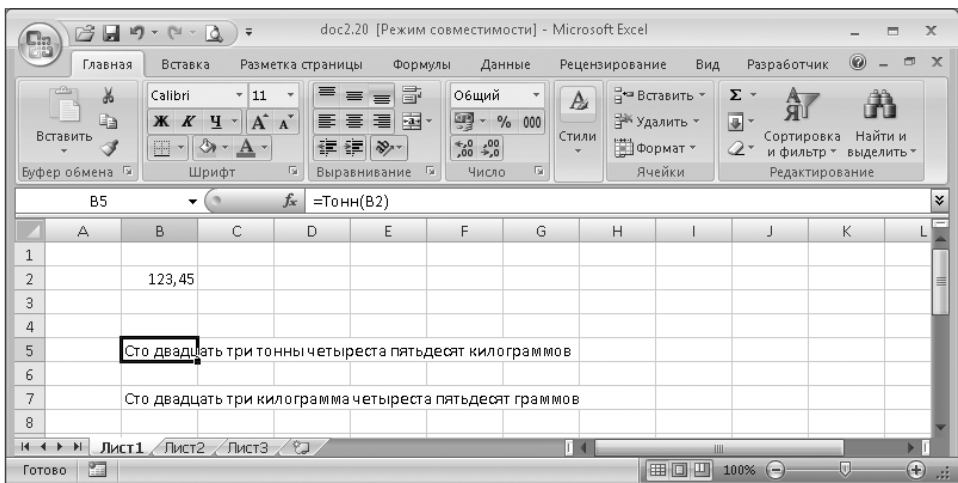 doc2.20 [Режим совместимости] - Microsoft Excel
Главная Вставка Разметка страницы Формулы Данные Рецензирование Вид Разработчик
Calibri 11 Общий Вставить Σ
Вставить Ж К Ч % 000 Стили Удалить Сортировка и фильтр Найти и выделить
Формат
Буфер обмена Шрифт Выравнивание Число Ячейки Редактирование
B5 fx =Тонн(B2)
A B C D E F G H I J K L
1
2 123,45
3
4
5 Сто двадцать три тонны четыреста пятьдесят килограммов
6
7 Сто двадцать три килограмма четыреста пятьдесят граммов
8
Лист1 Лист2 Лист3
Готово 100%